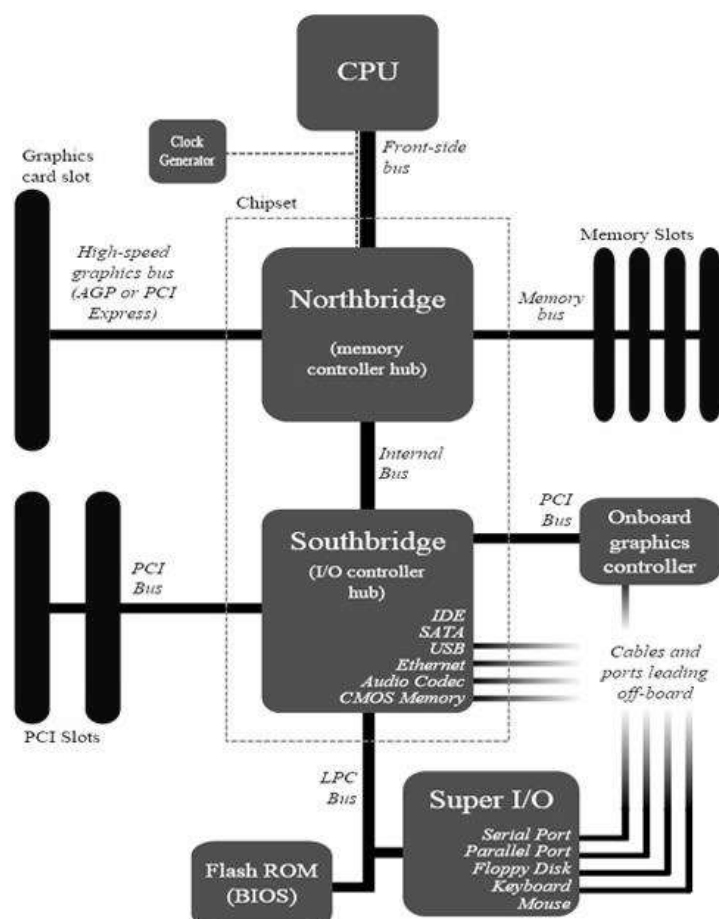 CPU
Clock
Generator
Front-side
bus
Graphics
card slot
Chipset
High-speed
graphics bus
(AGP or PCI
Express)
Northbridge
(memory
controller hub)
Memory
bus
Memory Slots
Internal
Bus
PCI
Bus
Southbridge
(I/O controller
hub)
IDE
SATA
USB
Ethernet
Audio Codec
CMOS Memory
PCI
Bus
Onboard
graphics
controller
Cables and
ports leading
off-board
PCI Slots
LPC
Bus
Super I/O
Serial Port
Parallel Port
Floppy Disk
Keyboard
Mouse
Flash ROM
(BIOS)